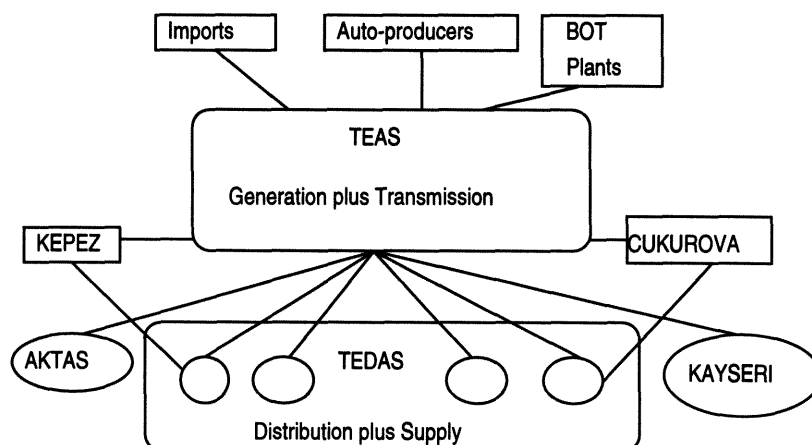 Imports
Auto-producers
BOT
Plants
TEAS
Generation plus Transmission
KEPEZ
CUKUROVA
AKTAS
TEDAS
KAYSERI
Distribution plus Supply